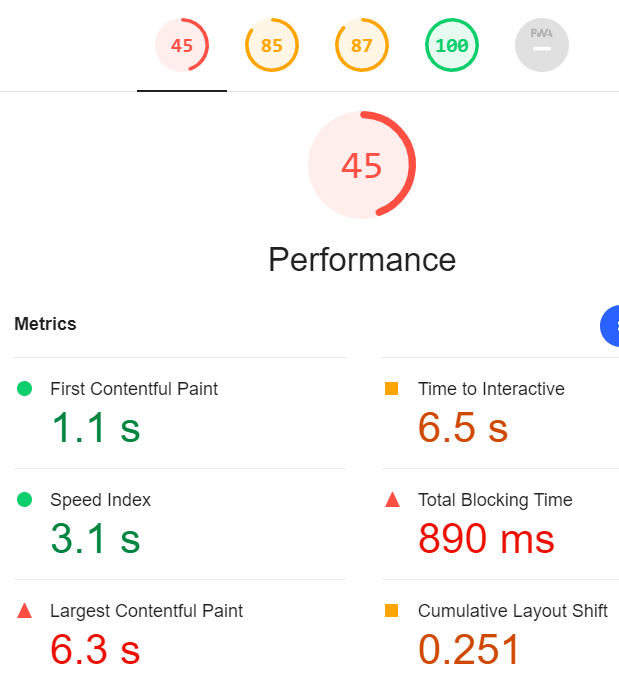 45 85 87 100 PWA
45
Performance
Metrics
First Contentful Paint
1.1 s
Time to Interactive
6.5 s
Speed Index
3.1 s
Total Blocking Time
890 ms
Largest Contentful Paint
6.3 s
Cumulative Layout Shift
0.251